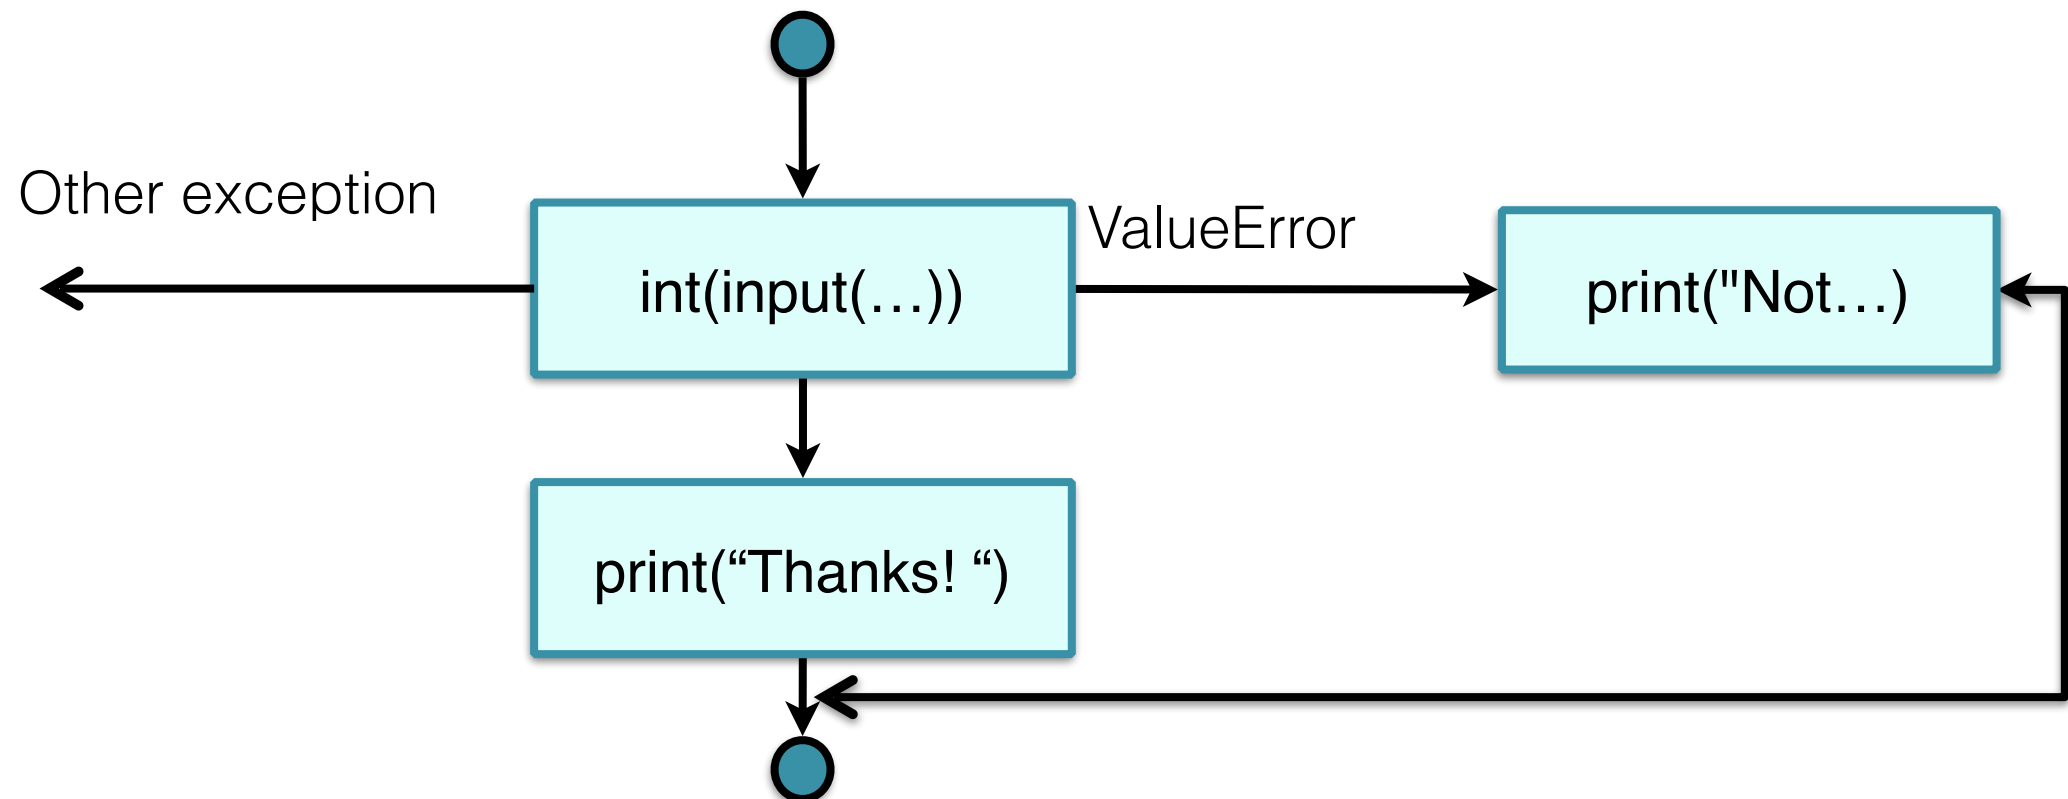 Other exception
int(input(…))
ValueError
print("Not…)
print(“Thanks! “)